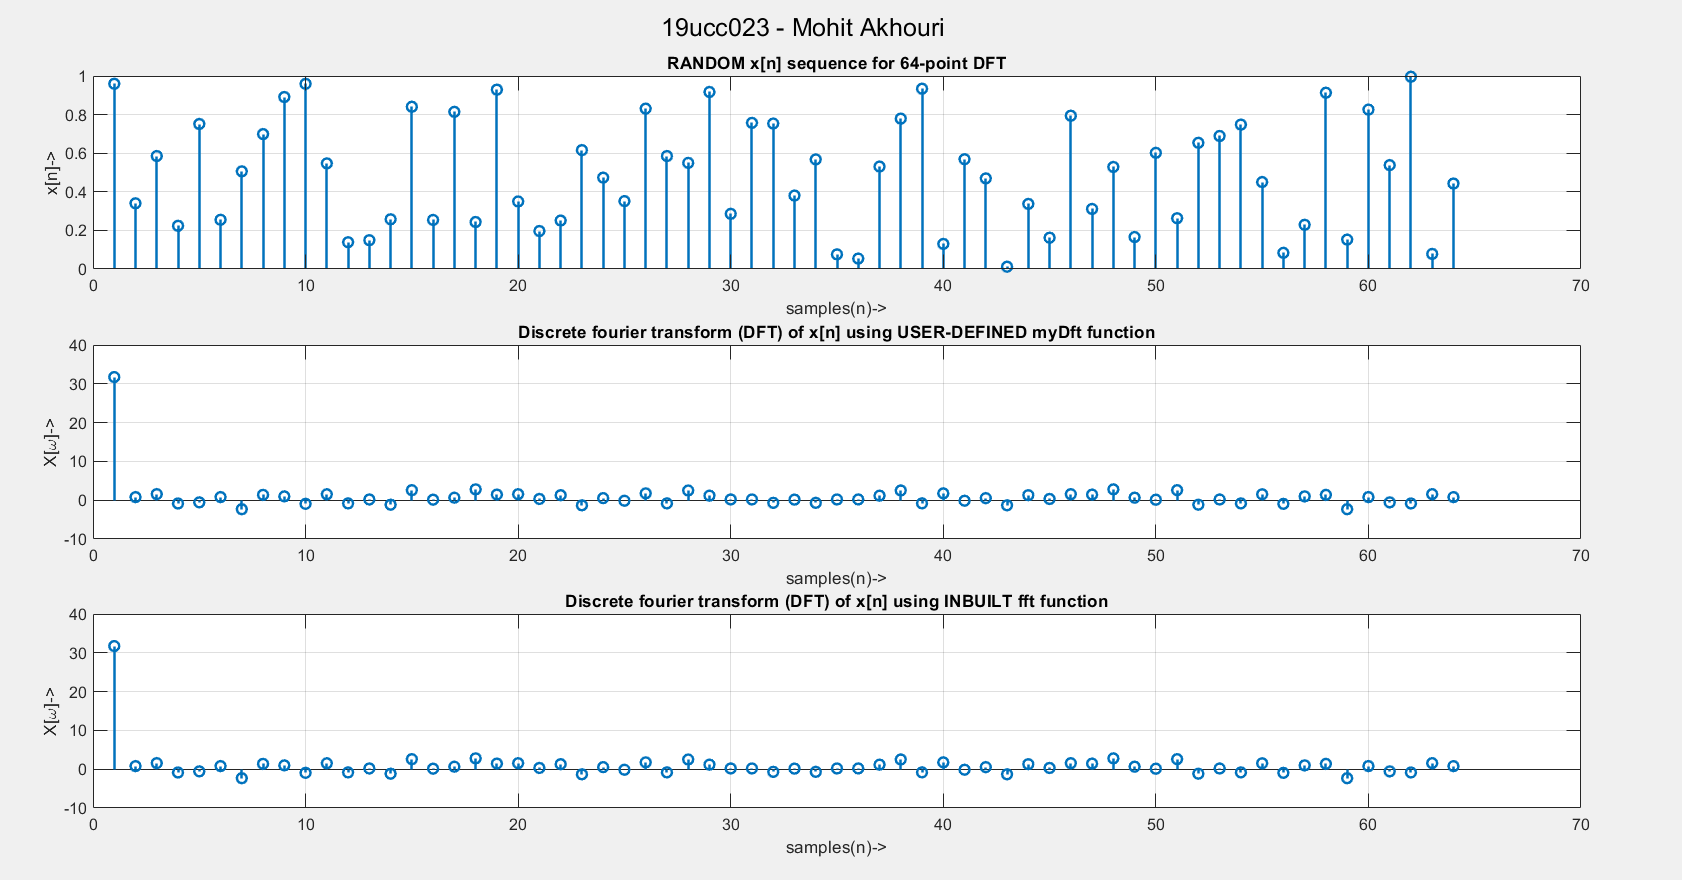 19ucc023 - Mohit Akhouri
RANDOM x[n] sequence for 64-point DFT
1
0.8
0.6
0.4
0.2
0
x[n]->
0 10 20 30 40 50 60 70
samples(n)->
Discrete fourier transform (DFT) of x[n] using USER-DEFINED myDft function
40
30
20
10
0
-10
X[ω]->
0 10 20 30 40 50 60 70
samples(n)->
Discrete fourier transform (DFT) of x[n] using INBUILT fft function
40
30
20
10
0
-10
X[ω]->
0 10 20 30 40 50 60 70
samples(n)->